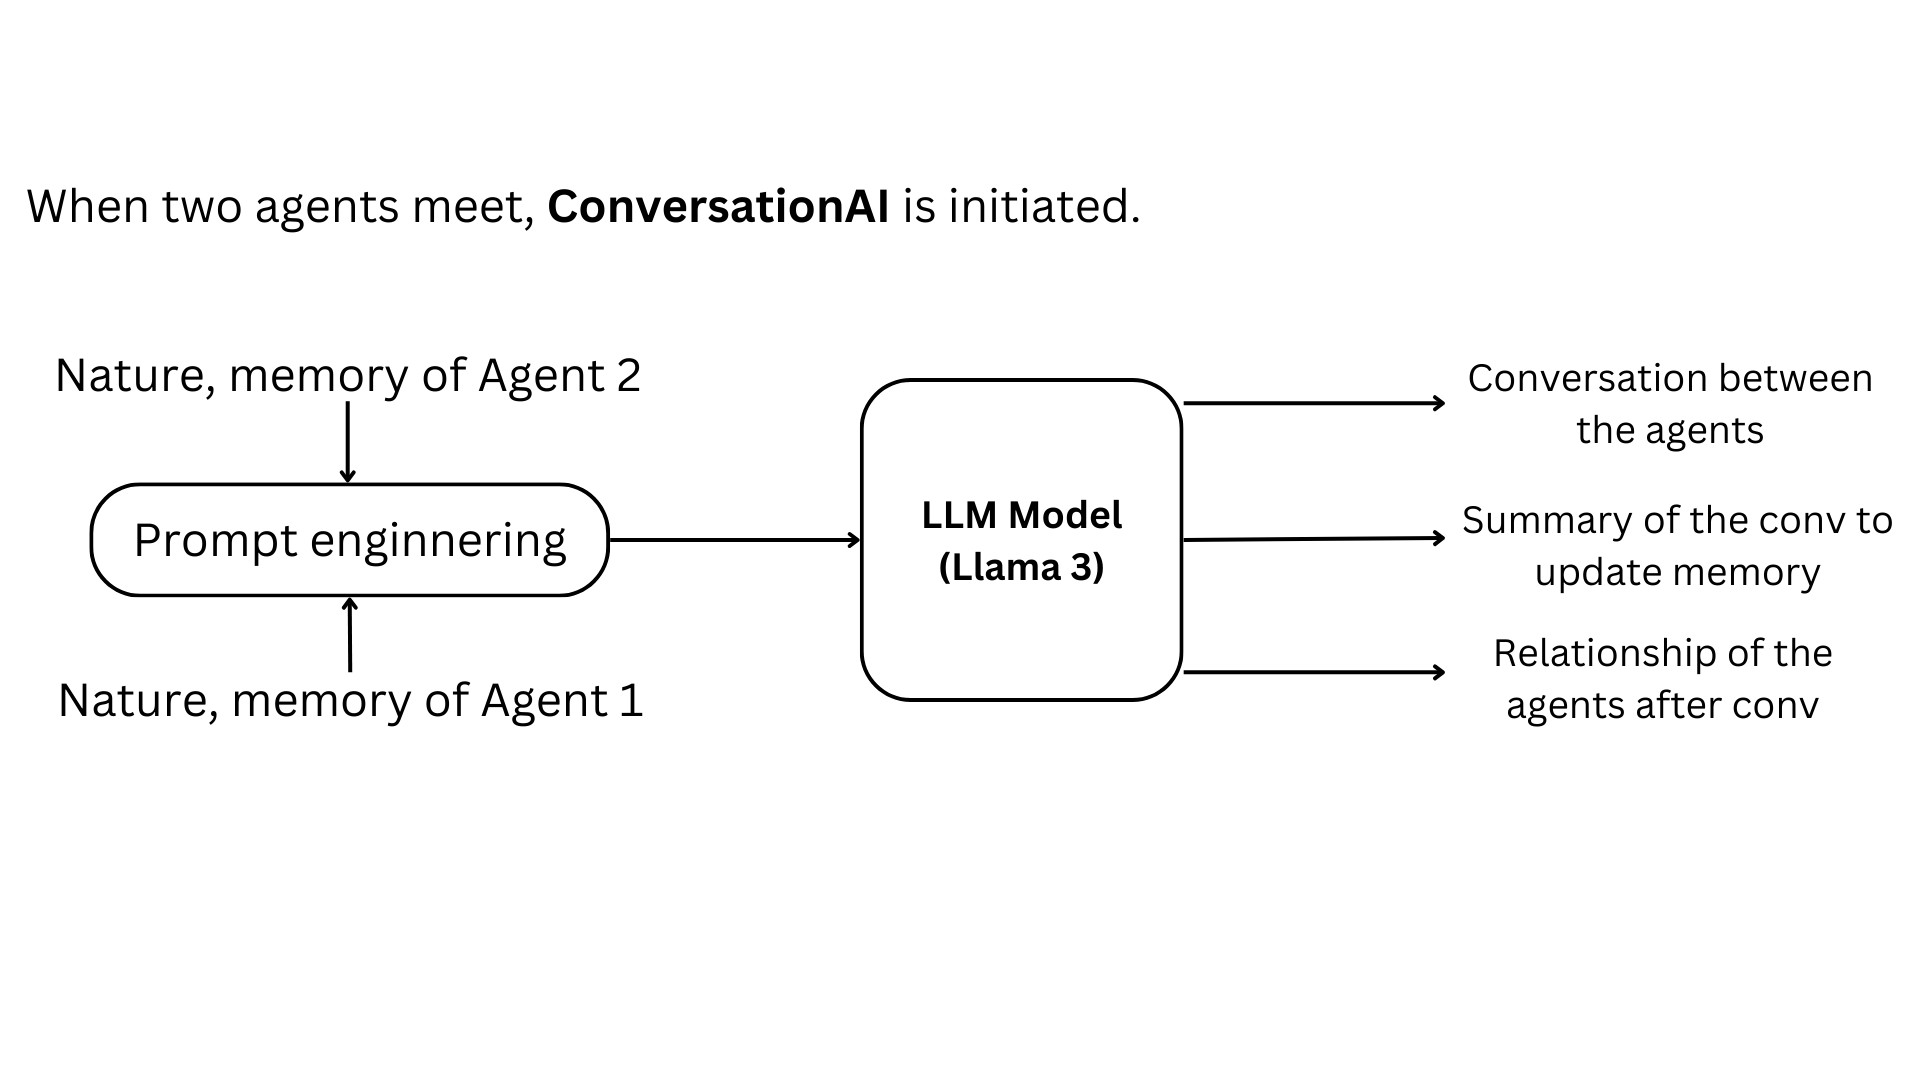 When two agents meet, ConversationAI is initiated.
Nature, memory of Agent 2
Prompt enginnering
Nature, memory of Agent 1
LLM Model
(Llama 3)
Conversation between
the agents
Summary of the conv to
update memory
Relationship of the
agents after conv